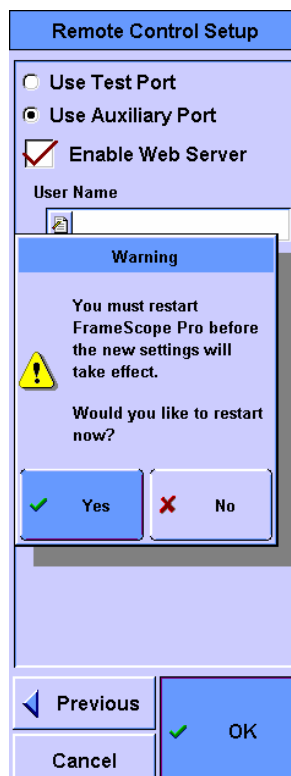 Remote Control Setup
Use Test Port
Use Auxiliary Port
Enable Web Server
User Name
Warning
You must restart
FrameScope Pro before
the new settings will
take effect.
Would you like to restart
now?
Yes
No
Previous
OK
Cancel